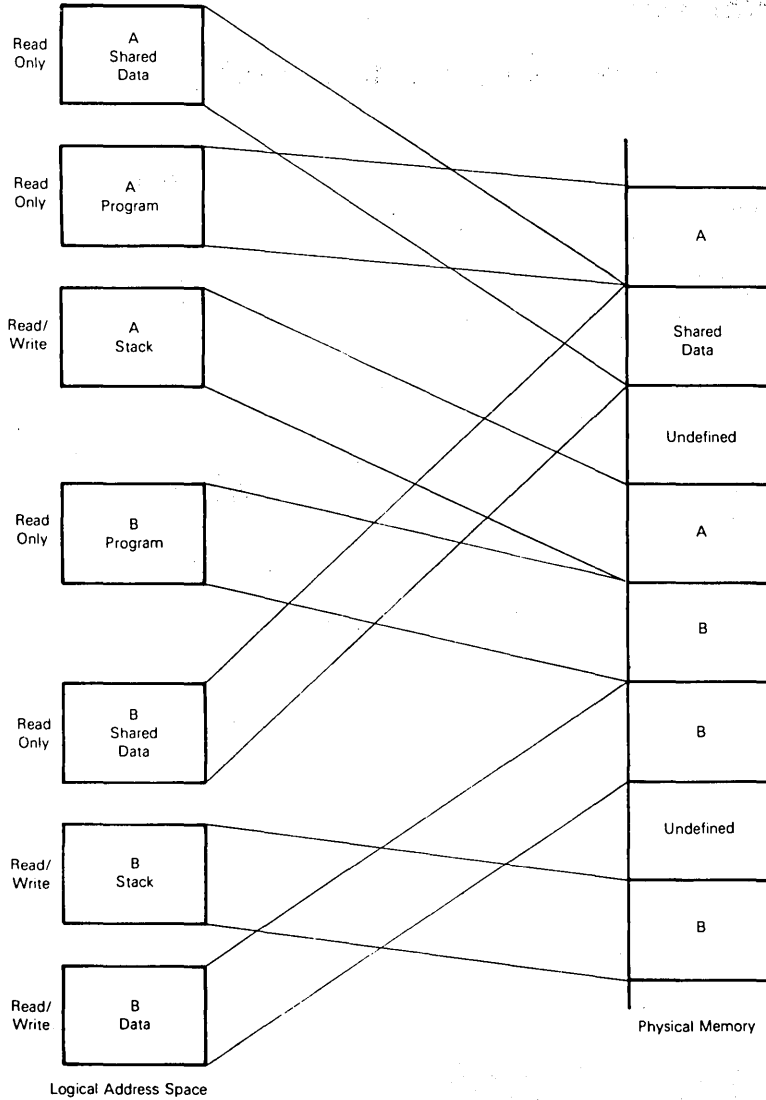 Read
Only
A
Shared
Data
Read
Only
A
Program
Read/
Write
A
Stack
Read
Only
B
Program
Read
Only
B
Shared
Data
Read/
Write
B
Stack
Read/
Write
B
Data
Logical Address Space
A
Shared
Data
Undefined
A
B
B
Undefined
B
Physical Memory